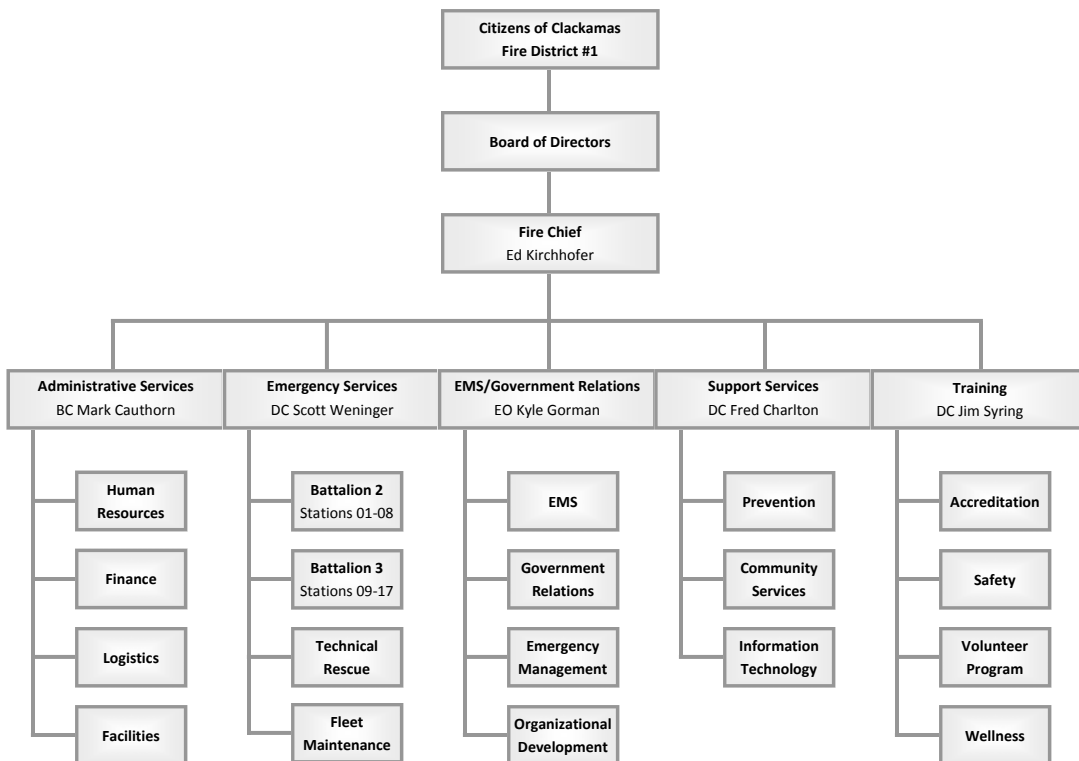 Citizens of Clackamas
Fire District #1
Board of Directors
Fire Chief
Ed Kirchhofer
Administrative Services
BC Mark Cauthorn
Emergency Services
DC Scott Weninger
EMS/Government Relations
EO Kyle Gorman
Support Services
DC Fred Charlton
Training
DC Jim Syring
Human
Resources
Finance
Logistics
Facilities
Battalion 2
Stations 01-08
Battalion 3
Stations 09-17
Technical
Rescue
Fleet
Maintenance
EMS
Government
Relations
Emergency
Management
Organizational
Development
Prevention
Community
Services
Information
Technology
Accreditation
Safety
Volunteer
Program
Wellness